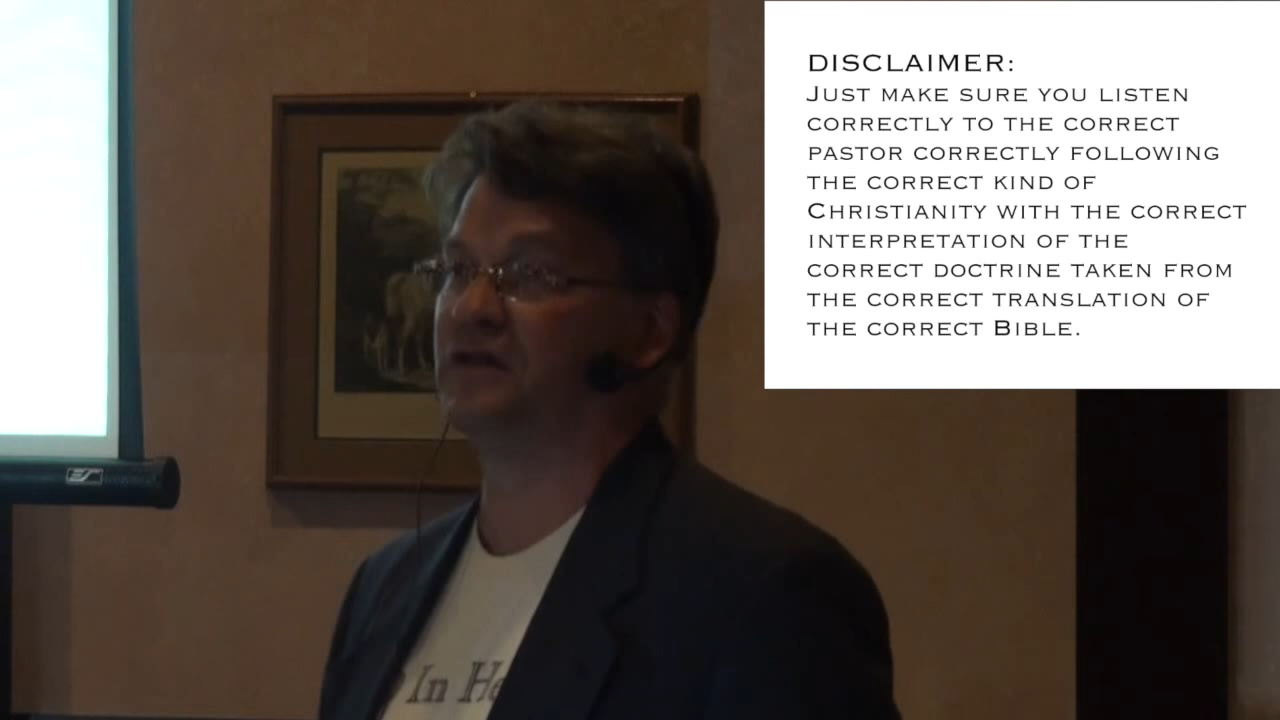 DISCLAIMER:
JUST MAKE SURE YOU LISTEN
CORRECTLY TO THE CORRECT
PASTOR CORRECTLY FOLLOWING
THE CORRECT KIND OF
CHRISTIANITY WITH THE CORRECT
INTERPRETATION OF THE
CORRECT DOCTRINE TAKEN FROM
THE CORRECT TRANSLATION OF
THE CORRECT BIBLE.
ES
In He